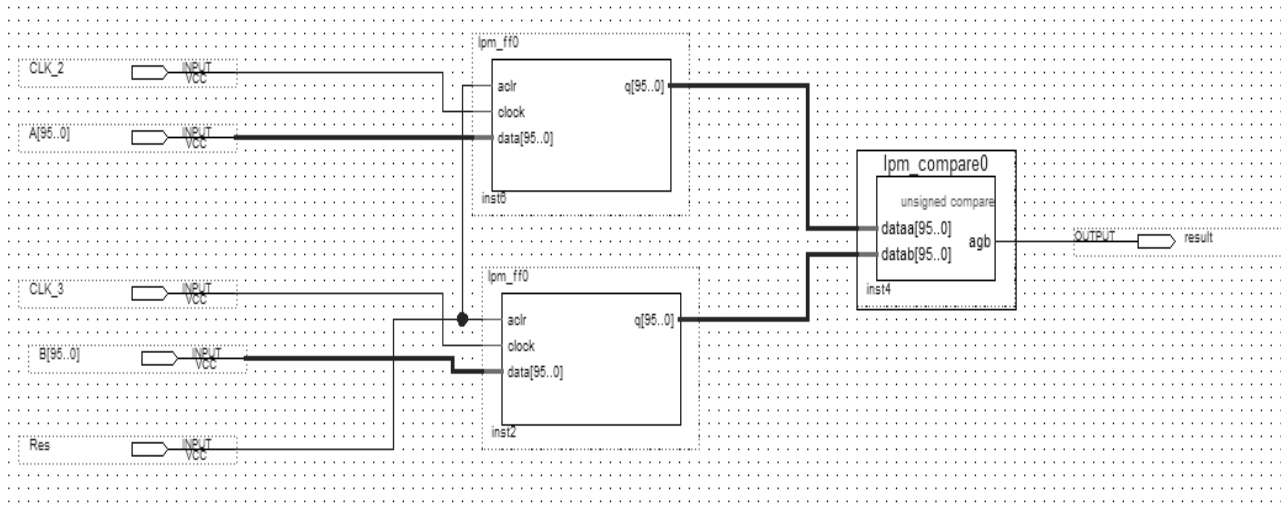 lpm_ff0
CLK_2
INPUT
VCC
aclr
q[95..0]
clock
A[95..0]
INPUT
VCC
data[95..0]
inst6
lpm_compare0
unsigned compare
dataa[95..0]
agb
datab[95..0]
inst4
OUTPUT
result
lpm_ff0
CLK_3
INPUT
VCC
aclr
q[95..0]
clock
B[95..0]
INPUT
VCC
data[95..0]
inst2
Res
INPUT
VCC